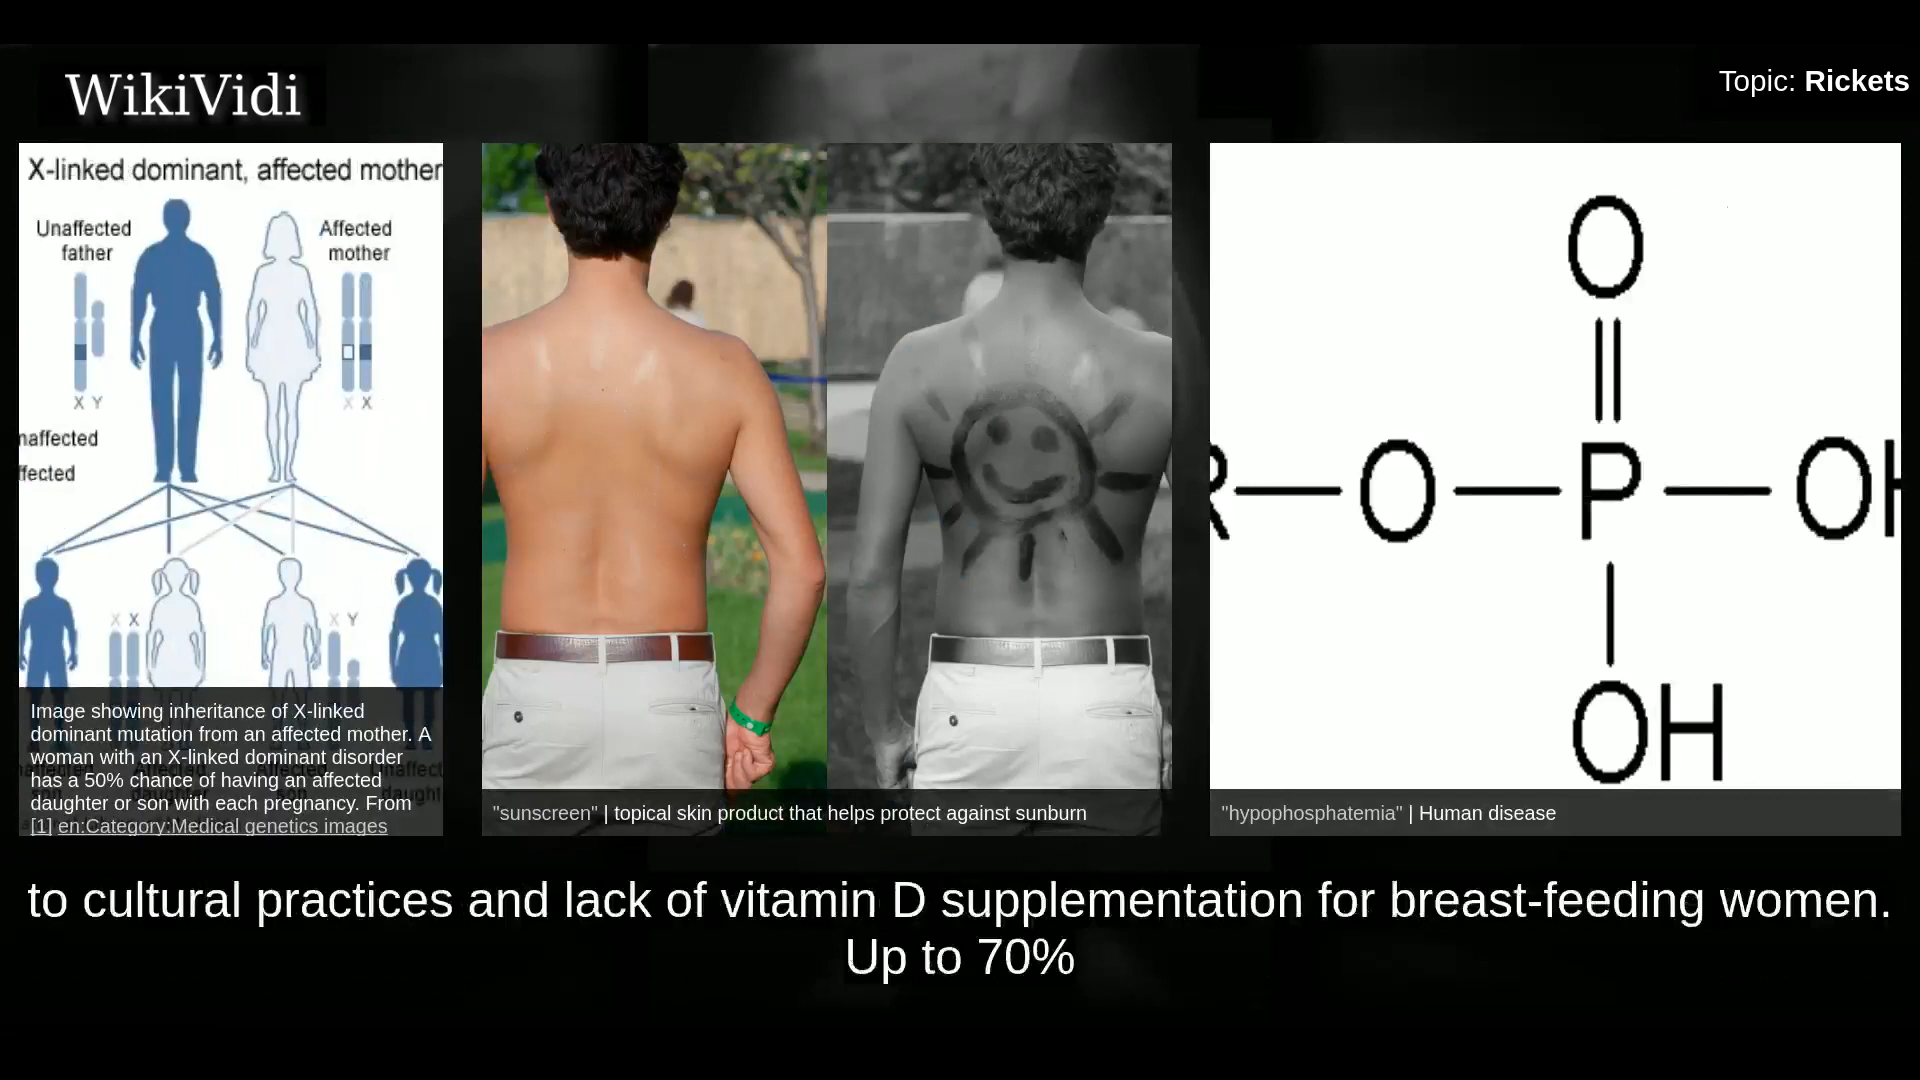 WikiVidi
Topic: Rickets
X-linked dominant, affected mother
Unaffected
father
Affected
mother
X Y
X X
naffected
ffected
X X
X Y
Image showing inheritance of X-linked
dominant mutation from an affected mother. A
woman with an X-linked dominant disorder
has a 50% chance of having an affected
daughter or son with each pregnancy. From
[1] en:Category:Medical genetics images
"sunscreen" | topical skin product that helps protect against sunburn
O
R O P OH
OH
"hypophosphatemia" | Human disease
to cultural practices and lack of vitamin D supplementation for breast-feeding women.
Up to 70%